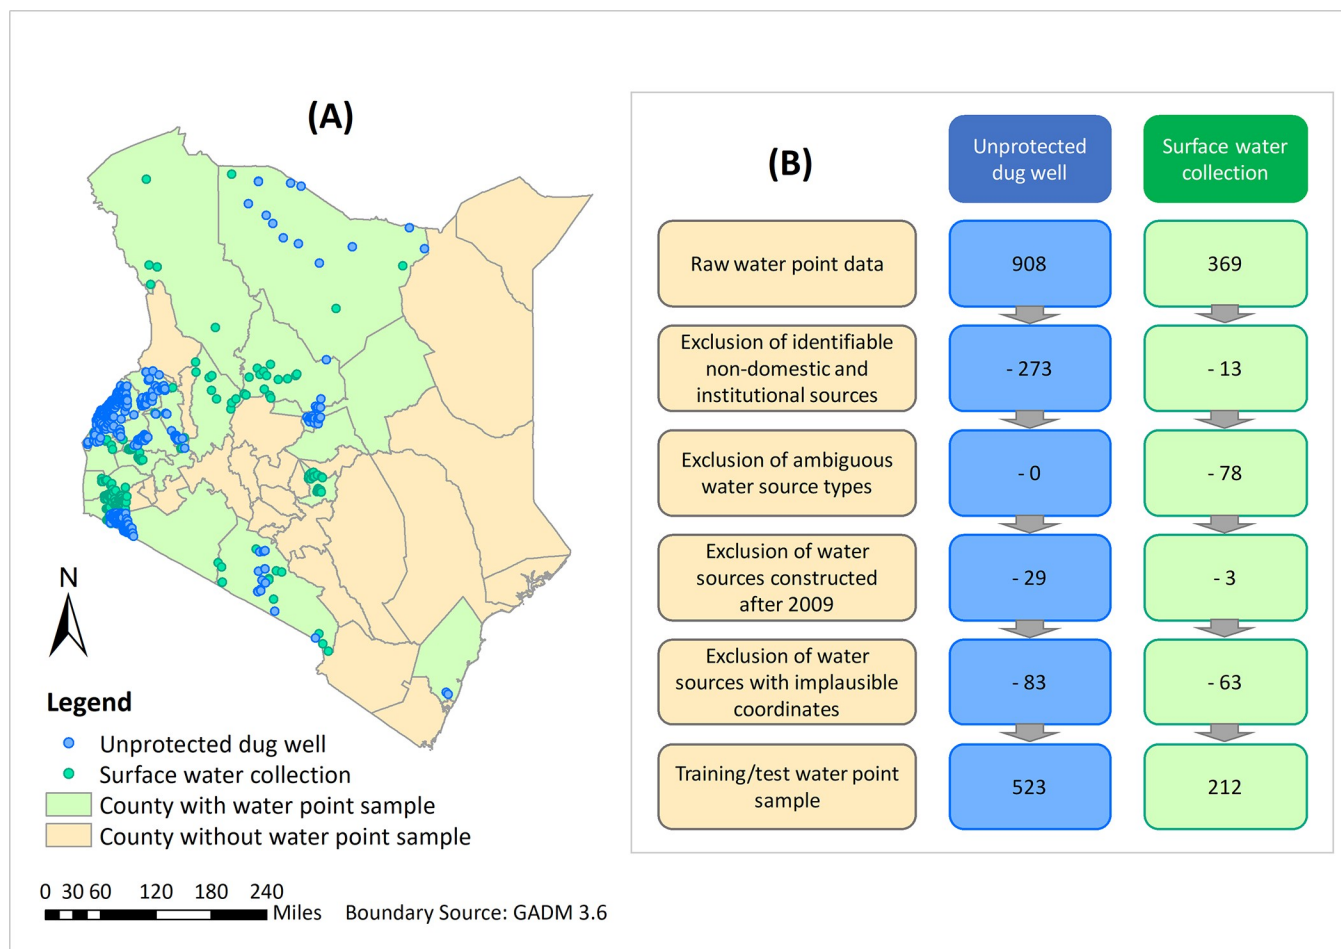 (A)
N
Legend
Unprotected dug well
Surface water collection
County with water point sample
County without water point sample
0 30 60 120 180 240
Miles Boundary Source: GADM 3.6
(B)
Unprotected
dug well
Surface water
collection
Raw water point data
908
369
Exclusion of identifiable
non-domestic and
institutional sources
- 273
- 13
Exclusion of ambiguous
water source types
- 0
- 78
Exclusion of water
sources constructed
after 2009
- 29
- 3
Exclusion of water
sources with implausible
coordinates
- 83
- 63
Training/test water point
sample
523
212